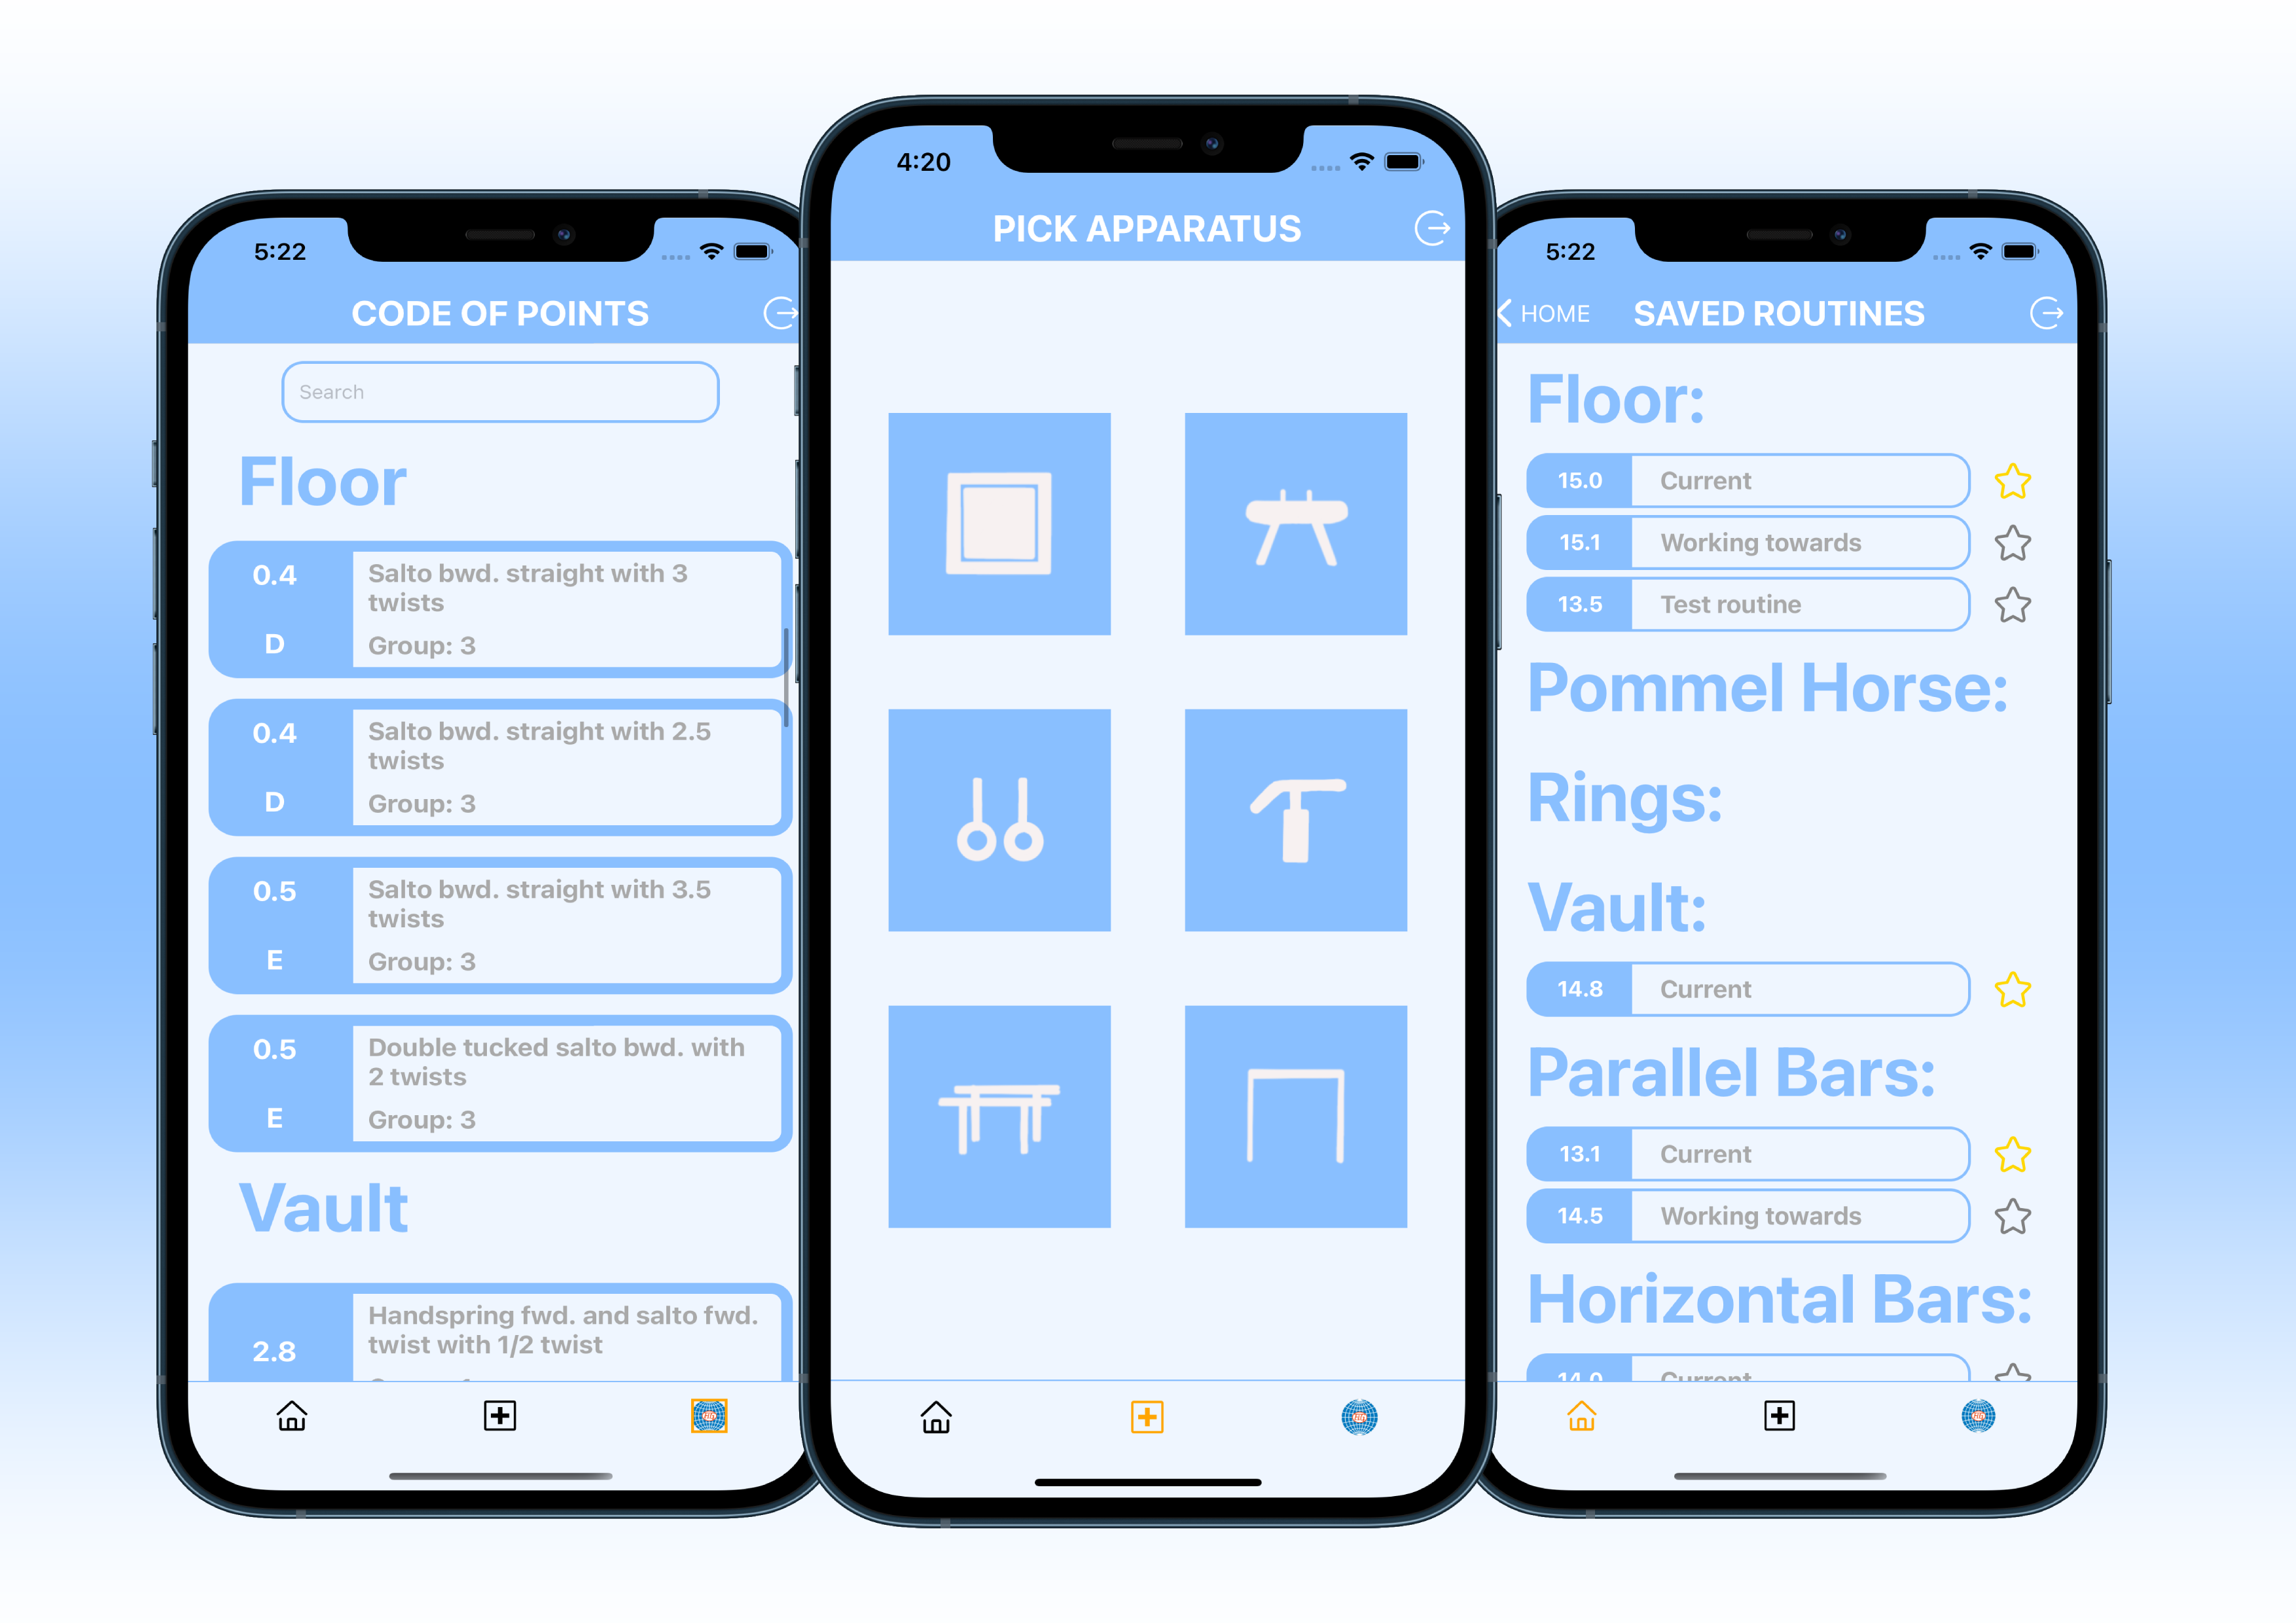 5:22
CODE OF POINTS
Search
Floor
0.4
D
Salto bwd. straight with 3
twists
Group: 3
0.4
D
Salto bwd. straight with 2.5
twists
Group: 3
0.5
E
Salto bwd. straight with 3.5
twists
Group: 3
0.5
E
Double tucked salto bwd. with
2 twists
Group: 3
Vault
2.8
Handspring fwd. and salto fwd.
twist with 1/2 twist
4:20
PICK APPARATUS
5:22
HOME
SAVED ROUTINES
Floor:
15.0 Current
15.1 Working towards
13.5 Test routine
Pommel Horse:
Rings:
Vault:
14.8 Current
Parallel Bars:
13.1 Current
14.5 Working towards
Horizontal Bars:
14.0 Current